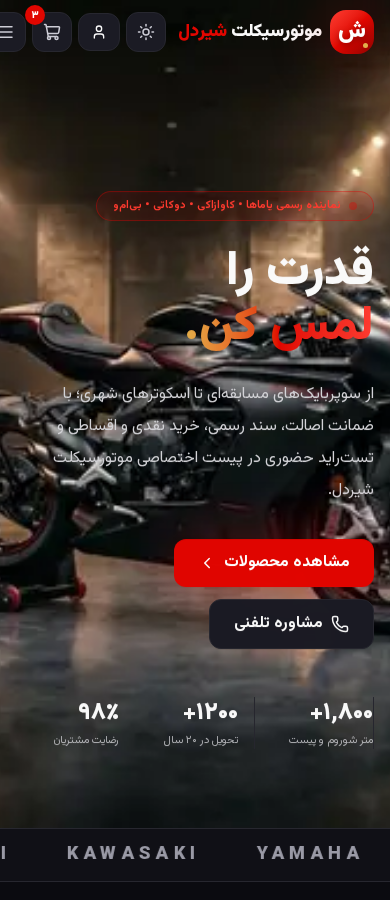 ش
موتورسیکلت شیردل
۳
نماینده رسمی یاماها • کاوازاکی • دوکاتی • بی‌ام‌و
قدرت را
لمس کن.
از سوپربایک‌های مسابقه‌ای تا اسکوترهای شهری؛ با
ضمانت اصالت، سند رسمی، خرید نقدی و اقساطی و
تست‌راید حضوری در پیست اختصاصی موتورسیکلت
شیردل.
مشاهده محصولات
مشاوره تلفنی
+۱,۸۰۰ +۱۲۰۰ ۹۸٪
متر شوروم و پیست تحویل در ۲۰ سال رضایت مشتریان
YAMAHA KAWASAKI